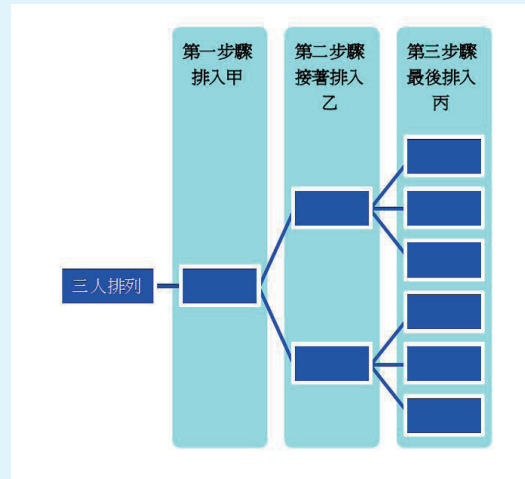 第一步驟
排入甲
第二步驟
接著排入
乙
第三步驟
最後排入
丙
三人排列